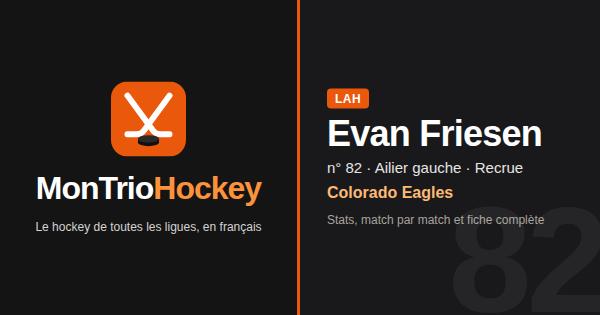 MonTrioHockey
Le hockey de toutes les ligues, en français
LAH
Evan Friesen
n° 82 · Ailier gauche · Recrue
Colorado Eagles
Stats, match par match et fiche complète
82